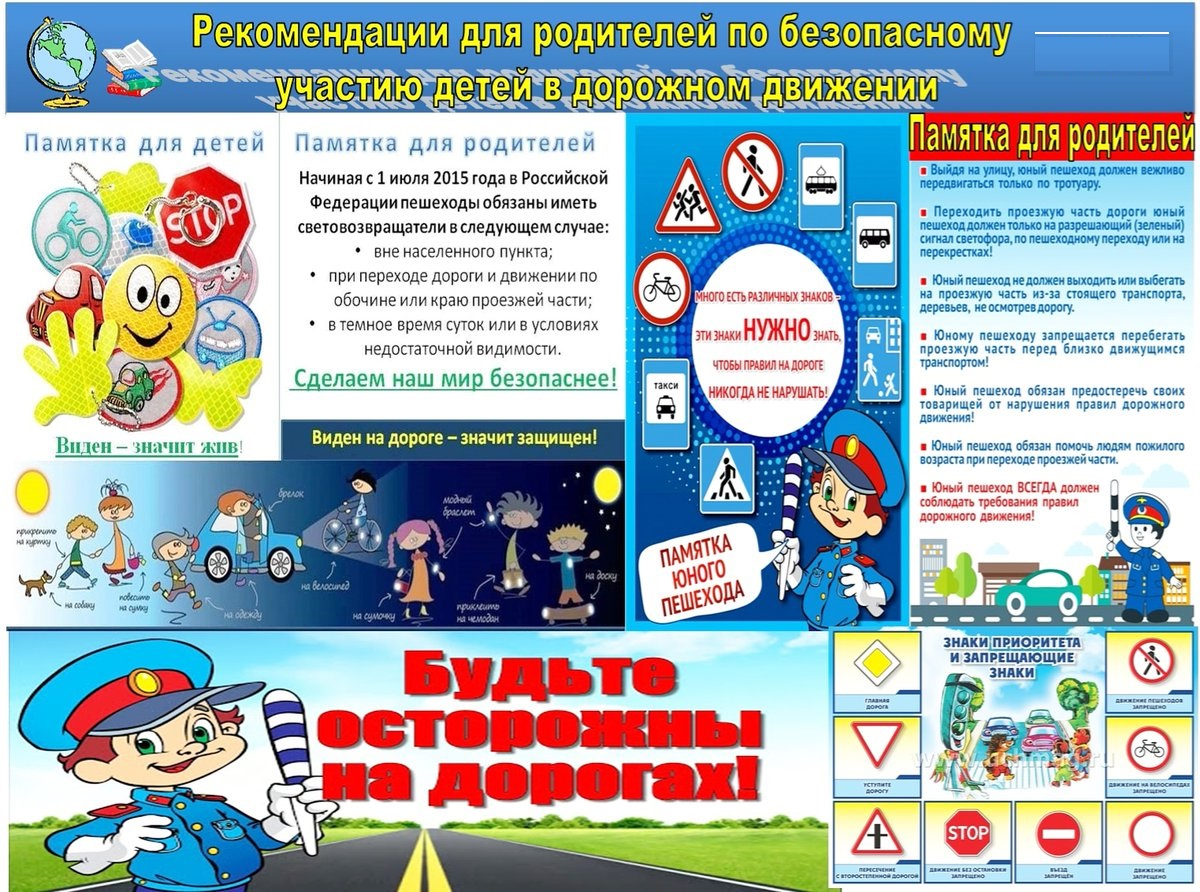 Рекомендации для родителей по безопасному
участию детей в дорожном движении
Памятка для детей
STOP
Виден – значит жив!
Памятка для родителей
Начиная с 1 июля 2015 года в Российской
Федерации пешеходы обязаны иметь
световозвращатели в следующем случае:
• вне населенного пункта;
• при переходе дороги и движении по
обочине или краю проезжей части;
• в темное время суток или в условиях
недостаточной видимости.
Сделаем наш мир безопаснее!
Виден на дороге – значит защищен!
прикрепить
на куртку
на собаку
повесить
на сумку
на одежду
брелок
на велосипед
на сумочку
модный
браслет
приклеить
на чемодан
на доску
МНОГО ЕСТЬ РАЗЛИЧНЫХ ЗНАКОВ –
ЭТИ ЗНАКИ НУЖНО ЗНАТЬ,
ЧТОБЫ ПРАВИЛ НА ДОРОГЕ
НИКОГДА НЕ НАРУШАТЬ!
ТАКСИ
ПАМЯТКА
ЮНОГО
ПЕШЕХОДА
Памятка для родителей
Выйдя на улицу, юный пешеход должен вежливо
передвигаться только по тротуару.
Переходить проезжую часть дороги юный
пешеход должен только на разрешающий (зеленый)
сигнал светофора, по пешеходному переходу или на
перекрестках!
Юный пешеход не должен выходить или выбегать
на проезжую часть из-за стоящего транспорта,
деревьев, не осмотрев дорогу.
Юному пешеходу запрещается перебегать
проезжую часть перед близко движущимся
транспортом!
Юный пешеход обязан предостеречь своих
товарищей от нарушения правил дорожного
движения!
Юный пешеход обязан помочь людям пожилого
возраста при переходе проезжей части.
Юный пешеход ВСЕГДА должен
соблюдать требования правил
дорожного движения!
Будьте
осторожны
на дорогах!
ЗНАКИ ПРИОРИТЕТА
И ЗАПРЕЩАЮЩИЕ
ЗНАКИ
ГЛАВНАЯ
ДОРОГА
ДВИЖЕНИЕ ПЕШЕХОДОВ
ЗАПРЕЩЕНО
УСТУПИТЕ
ДОРОГУ
ДВИЖЕНИЕ НА ВЕЛОСИПЕДАХ
ЗАПРЕЩЕНО
STOP
ПЕРЕСЕЧЕНИЕ
С ВТОРОСТЕПЕННОЙ ДОРОГОЙ
ДВИЖЕНИЕ БЕЗ ОСТАНОВКИ
ЗАПРЕЩЕНО
ВЪЕЗД
ЗАПРЕЩЁН
ДВИЖЕНИЕ
ЗАПРЕЩЕНО